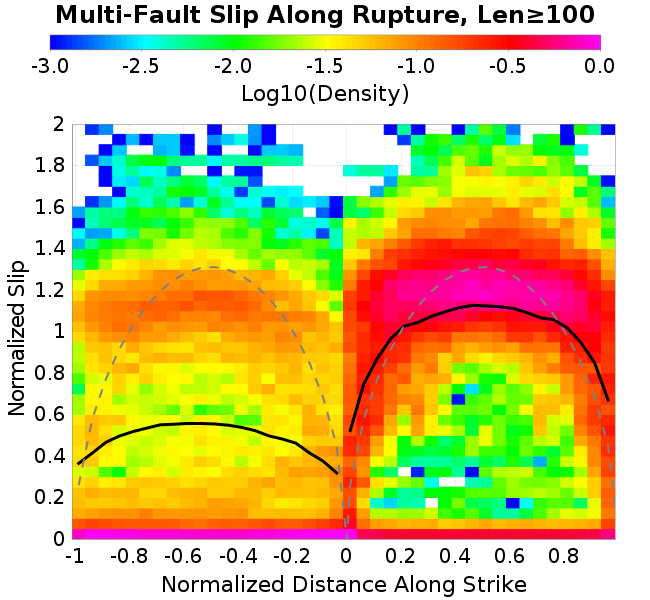 Multi-Fault Slip Along Rupture, Len≥100
-3.0 -2.5 -2.0 -1.5 -1.0 -0.5 0.0
Log10(Density)
2
1.8
1.6
1.4
1.2
1
0.8
0.6
0.4
0.2
0
Normalized Slip
-1 -0.8 -0.6 -0.4 -0.2 0 0.2 0.4 0.6 0.8
Normalized Distance Along Strike